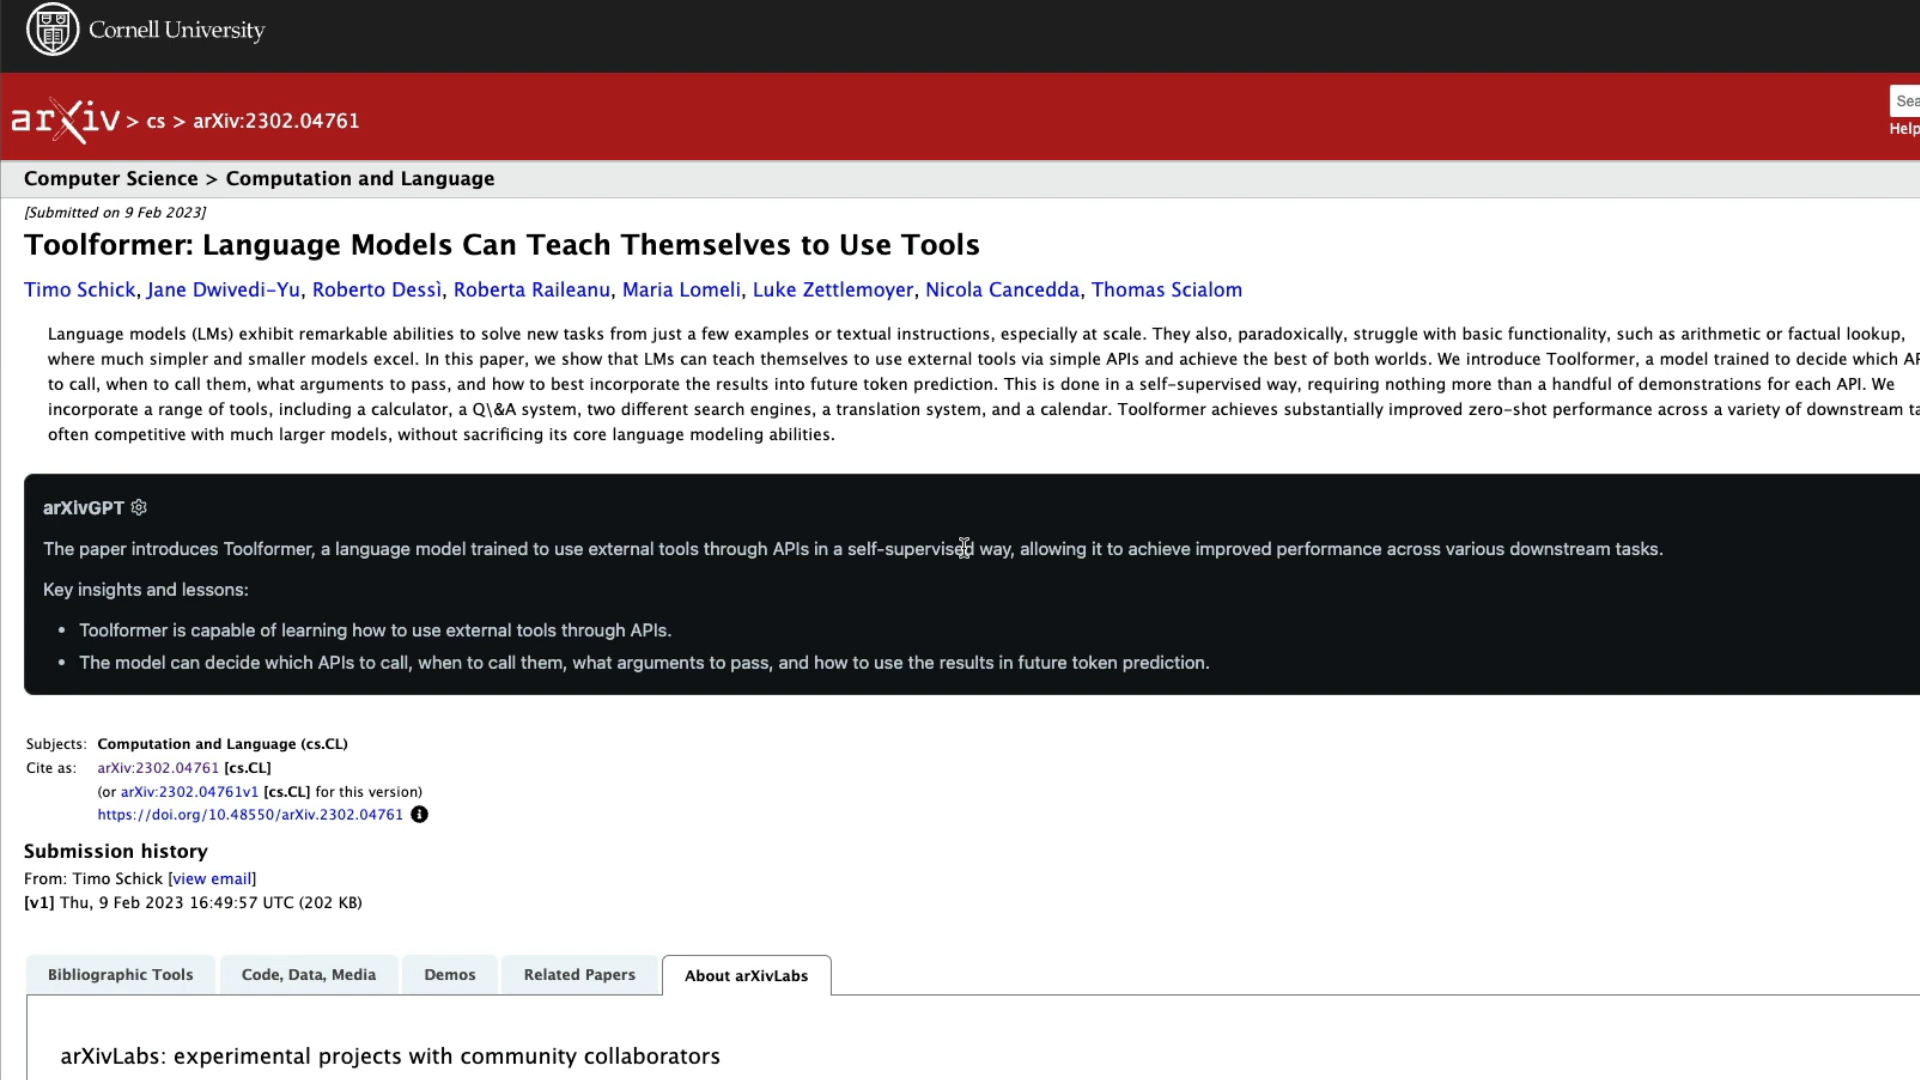 Cornell University
arXiv > cs > arXiv:2302.04761
Sea
Help
Computer Science > Computation and Language
[Submitted on 9 Feb 2023]
Toolformer: Language Models Can Teach Themselves to Use Tools
Timo Schick, Jane Dwivedi-Yu, Roberto Dessì, Roberta Raileanu, Maria Lomeli, Luke Zettlemoyer, Nicola Cancedda, Thomas Scialom
Language models (LMs) exhibit remarkable abilities to solve new tasks from just a few examples or textual instructions, especially at scale. They also, paradoxically, struggle with basic functionality, such as arithmetic or factual lookup,
where much simpler and smaller models excel. In this paper, we show that LMs can teach themselves to use external tools via simple APIs and achieve the best of both worlds. We introduce Toolformer, a model trained to decide which AP
to call, when to call them, what arguments to pass, and how to best incorporate the results into future token prediction. This is done in a self-supervised way, requiring nothing more than a handful of demonstrations for each API. We
incorporate a range of tools, including a calculator, a Q\&A system, two different search engines, a translation system, and a calendar. Toolformer achieves substantially improved zero-shot performance across a variety of downstream ta
often competitive with much larger models, without sacrificing its core language modeling abilities.
arXivGPT
The paper introduces Toolformer, a language model trained to use external tools through APIs in a self-supervised way, allowing it to achieve improved performance across various downstream tasks.
Key insights and lessons:
• Toolformer is capable of learning how to use external tools through APIs.
• The model can decide which APIs to call, when to call them, what arguments to pass, and how to use the results in future token prediction.
Subjects: Computation and Language (cs.CL)
Cite as: arXiv:2302.04761 [cs.CL]
(or arXiv:2302.04761v1 [cs.CL] for this version)
https://doi.org/10.48550/arXiv.2302.04761
Submission history
From: Timo Schick [view email]
[v1] Thu, 9 Feb 2023 16:49:57 UTC (202 KB)
Bibliographic Tools Code, Data, Media Demos Related Papers About arXivLabs
arXivLabs: experimental projects with community collaborators